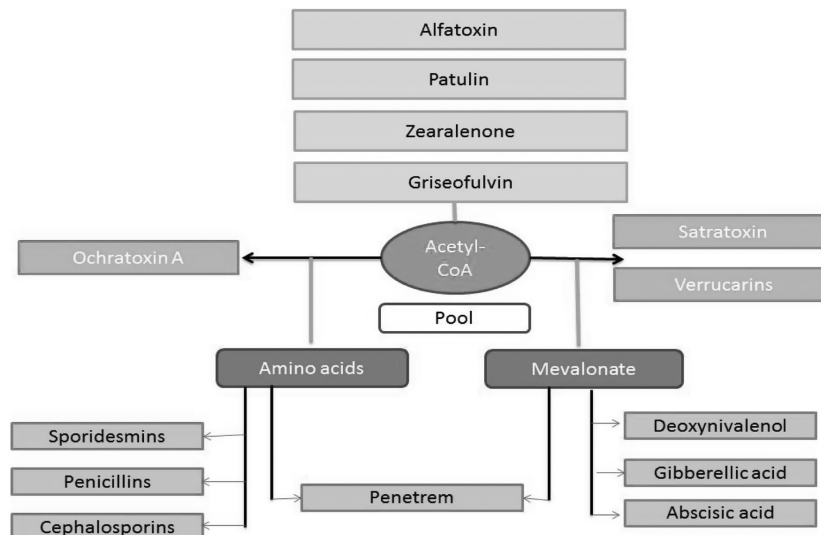 Alfatoxin
Patulin
Zearalenone
Griseofulvin
Acetyl-
CoA
Ochratoxin A
Satratoxin
Verrucarins
Pool
Amino acids
Mevalonate
Sporidesmins
Penicillins
Cephalosporins
Penetrem
Deoxynivalenol
Gibberellic acid
Abscisic acid